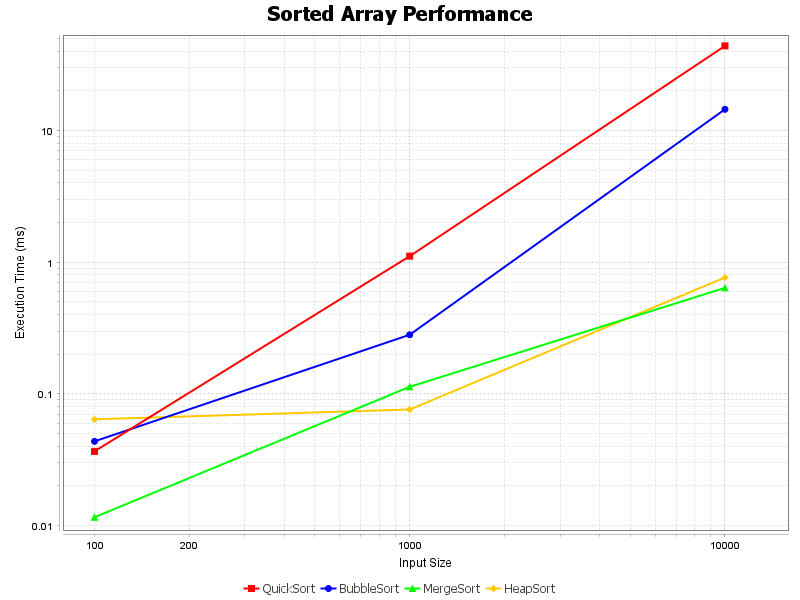 Sorted Array Performance
Execution Time (ms)
10
1
0.1
0.01
100 200 1000 10000
Input Size
QuickSort BubbleSort MergeSort HeapSort